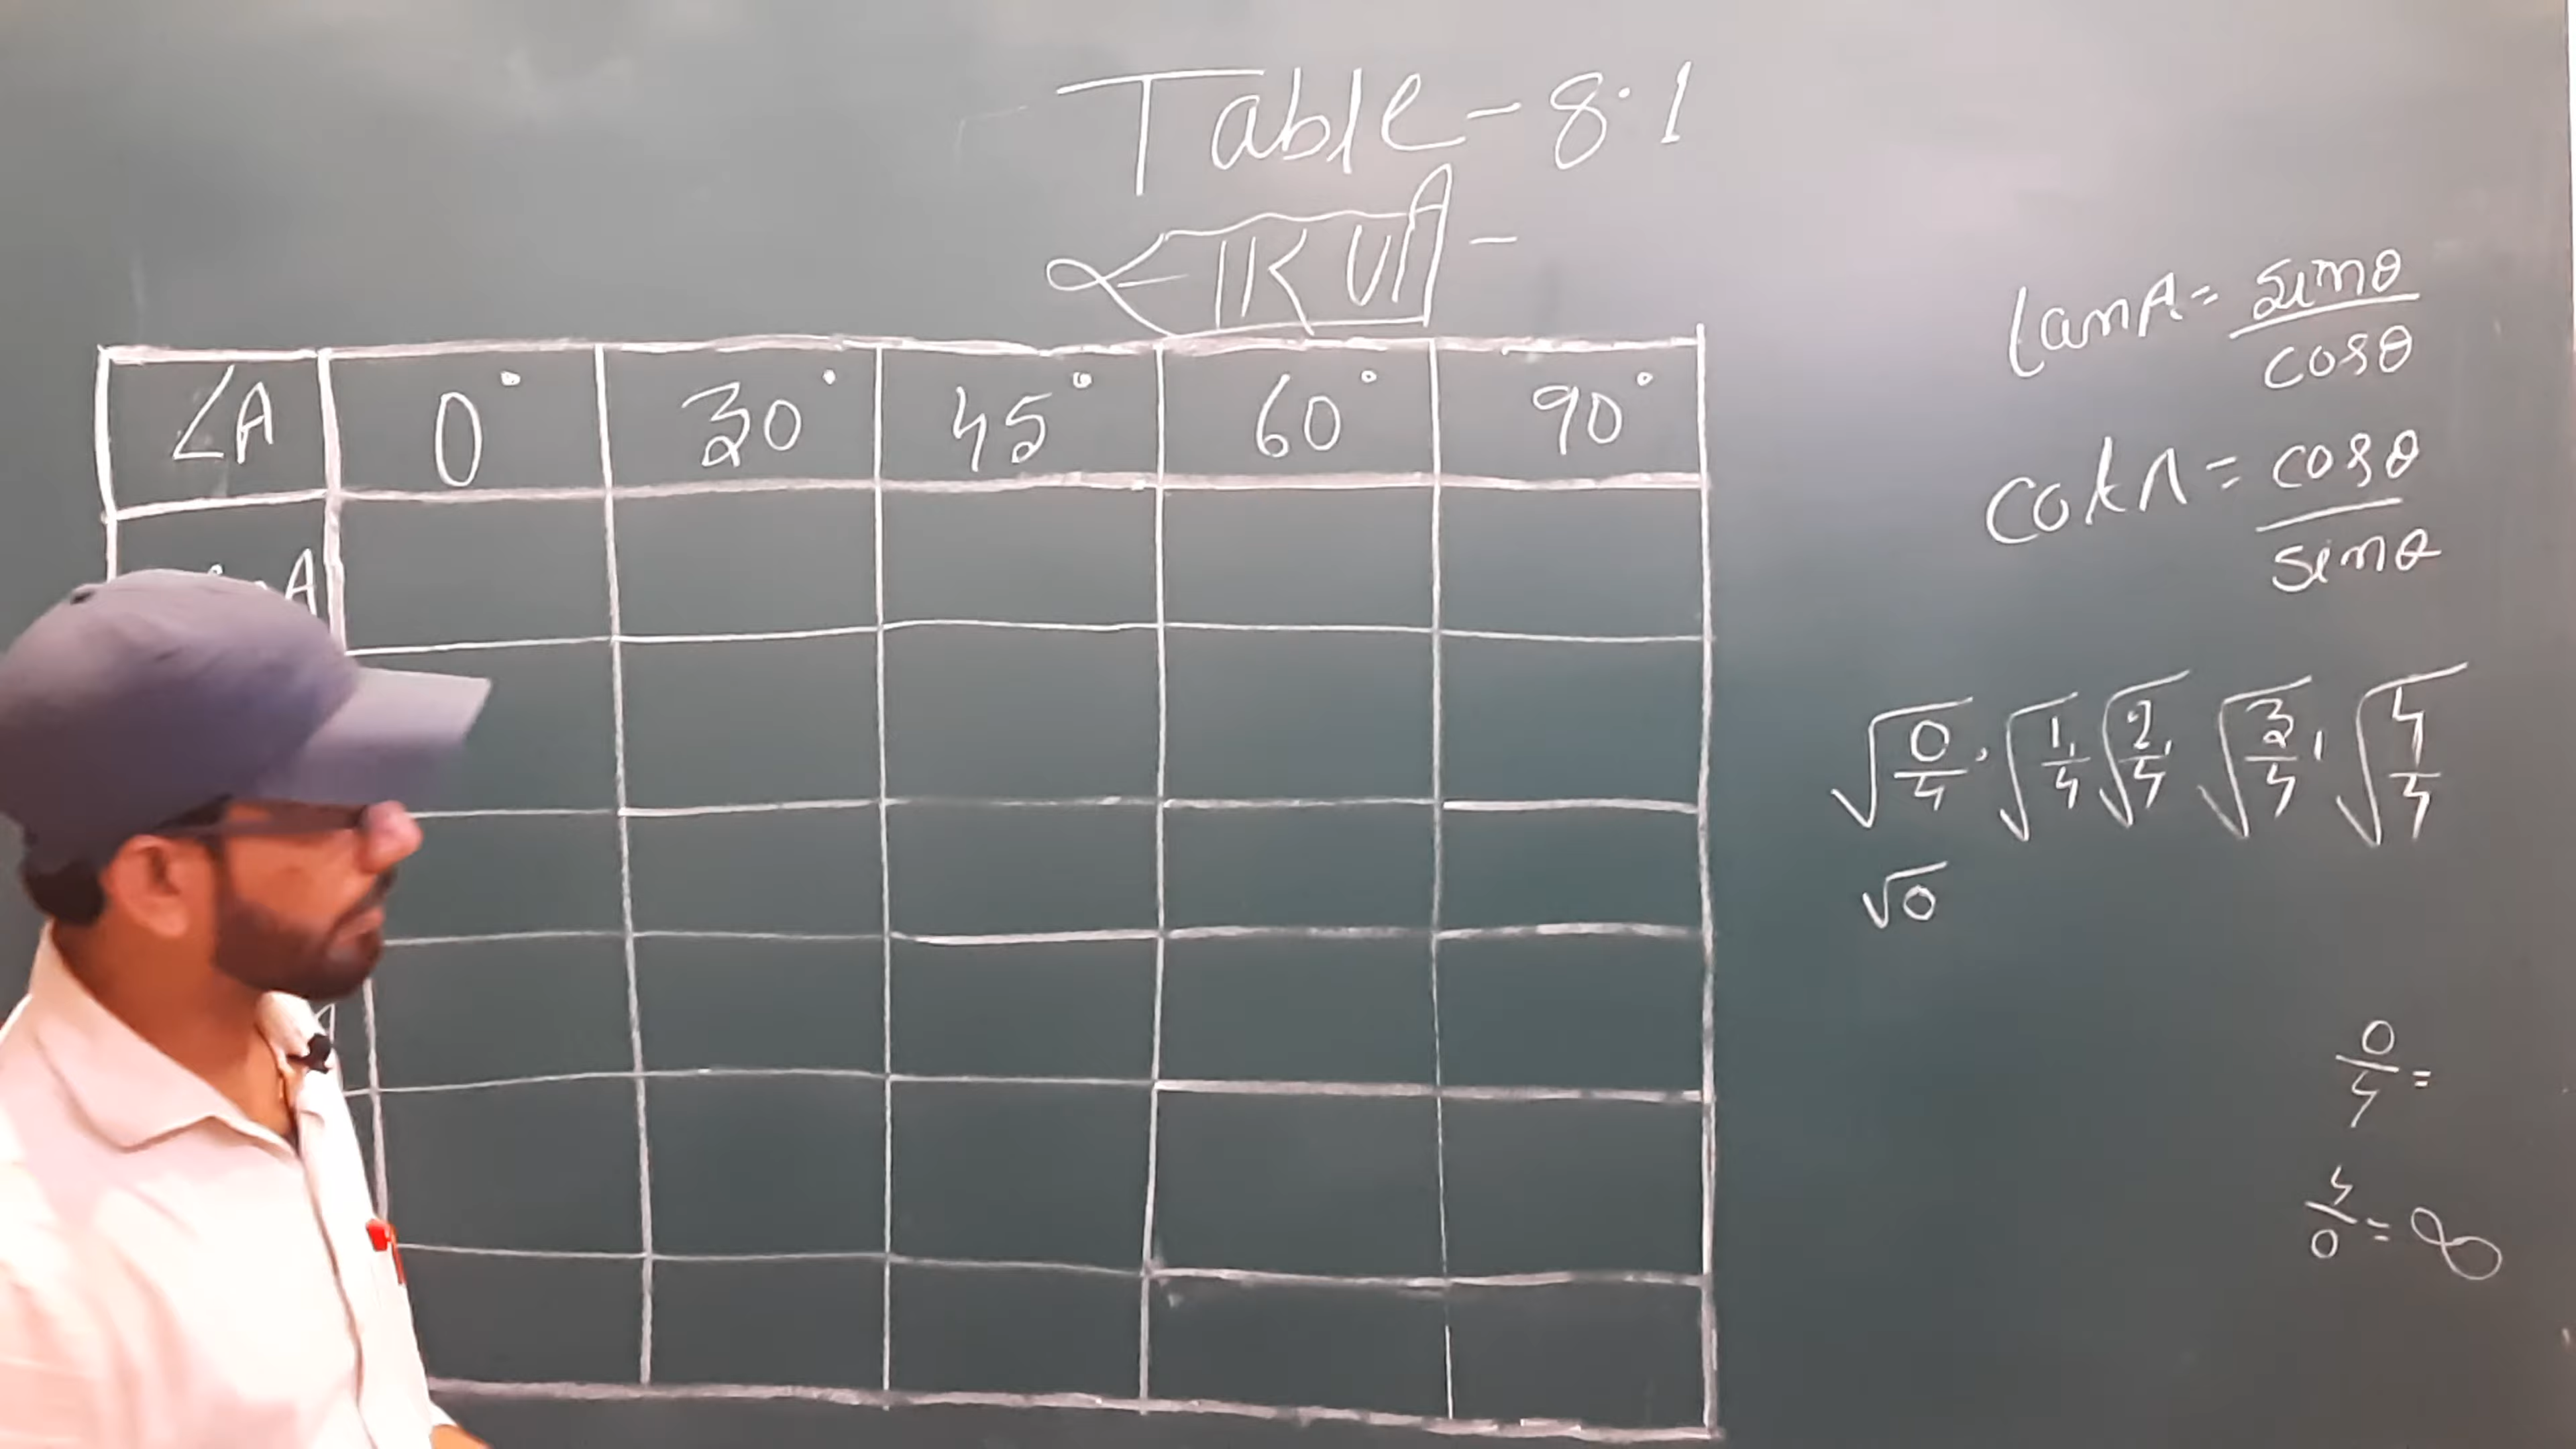 Table - 8.1
∠A 0° 30° 45° 60° 90°
A
tanA = sinθ/cosθ
cotA = cosθ/sinθ
√(0/4), √(1/4), √(2/4), √(3/4), √(4/4)
√0
0/4 =
4/0 = ∞